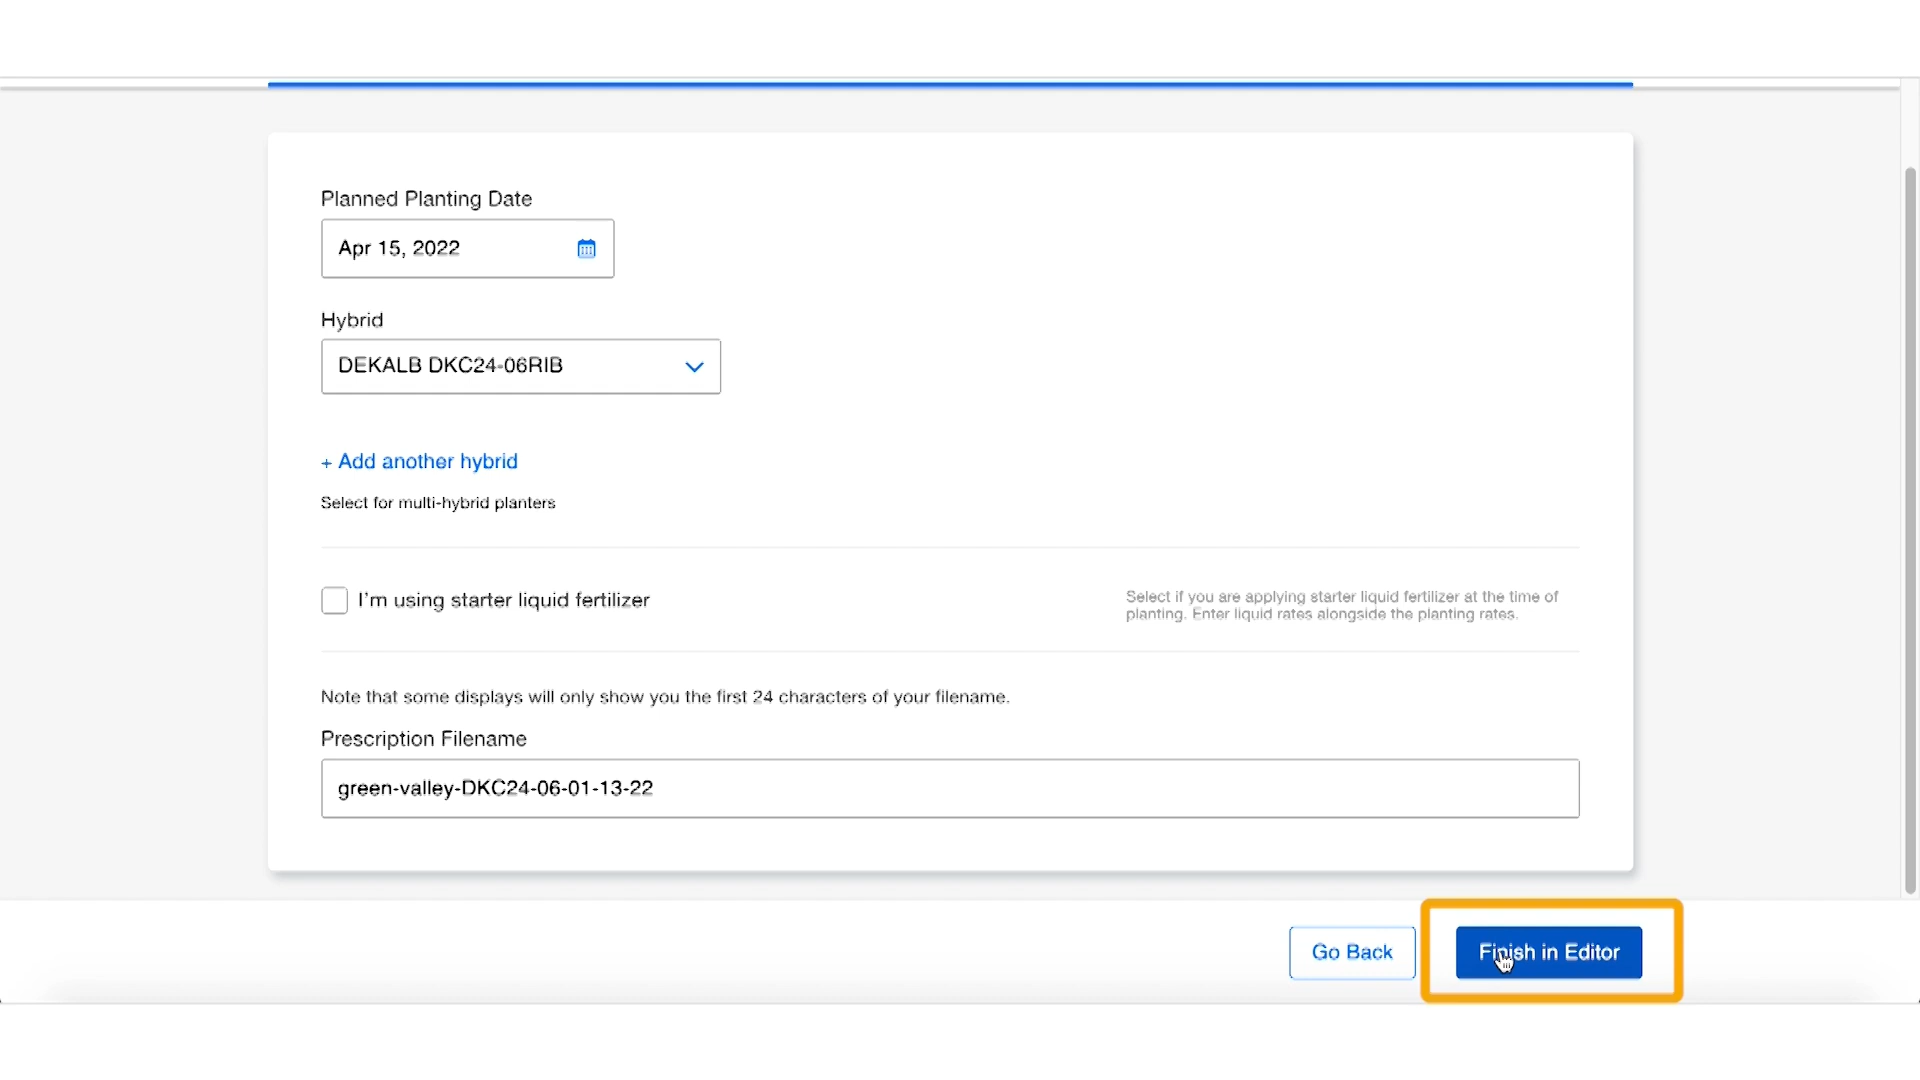 Planned Planting Date
Apr 15, 2022
Hybrid
DEKALB DKC24-06RIB
+ Add another hybrid
Select for multi-hybrid planters
I'm using starter liquid fertilizer
Select if you are applying starter liquid fertilizer at the time of
planting. Enter liquid rates alongside the planting rates.
Note that some displays will only show you the first 24 characters of your filename.
Prescription Filename
green-valley-DKC24-06-01-13-22
Go Back
Finish in Editor